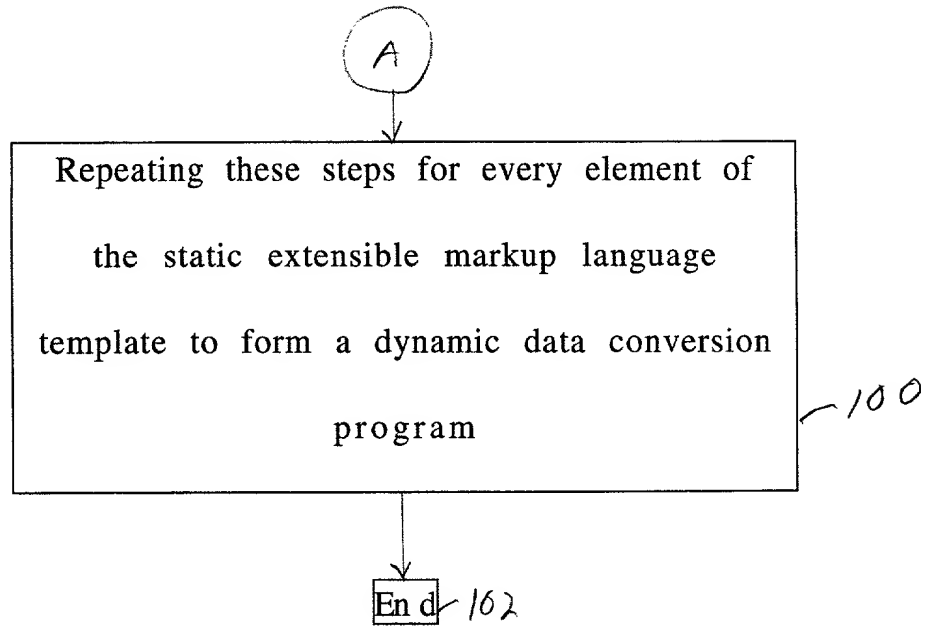 A
Repeating these steps for every element of
the static extensible markup language
template to form a dynamic data conversion
program
100
End
102